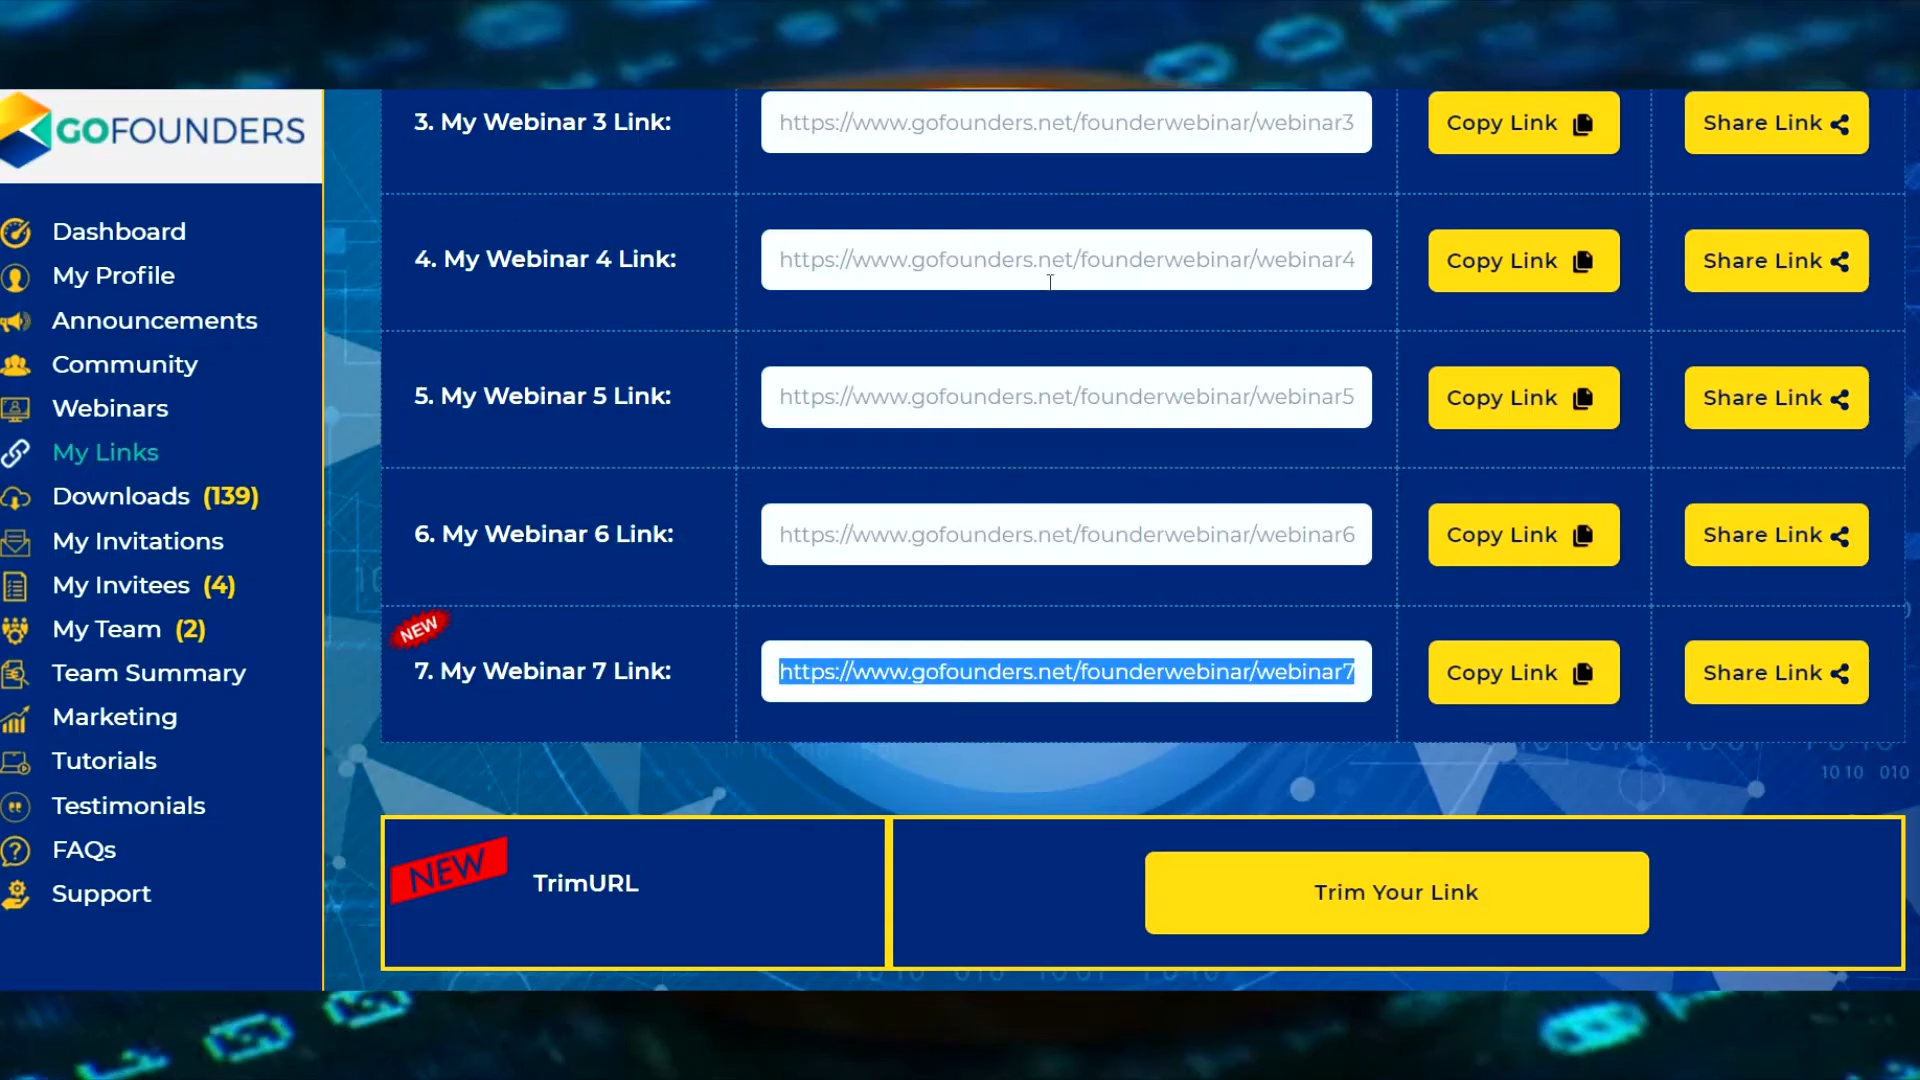 GOFOUNDERS
Dashboard
My Profile
Announcements
Community
Webinars
My Links
Downloads (139)
My Invitations
My Invitees (4)
My Team (2)
Team Summary
Marketing
Tutorials
Testimonials
FAQs
Support
3. My Webinar 3 Link: https://www.gofounders.net/founderwebinar/webinar3 Copy Link Share Link
4. My Webinar 4 Link: https://www.gofounders.net/founderwebinar/webinar4 Copy Link Share Link
5. My Webinar 5 Link: https://www.gofounders.net/founderwebinar/webinar5 Copy Link Share Link
6. My Webinar 6 Link: https://www.gofounders.net/founderwebinar/webinar6 Copy Link Share Link
NEW
7. My Webinar 7 Link: https://www.gofounders.net/founderwebinar/webinar7 Copy Link Share Link
NEW TrimURL Trim Your Link